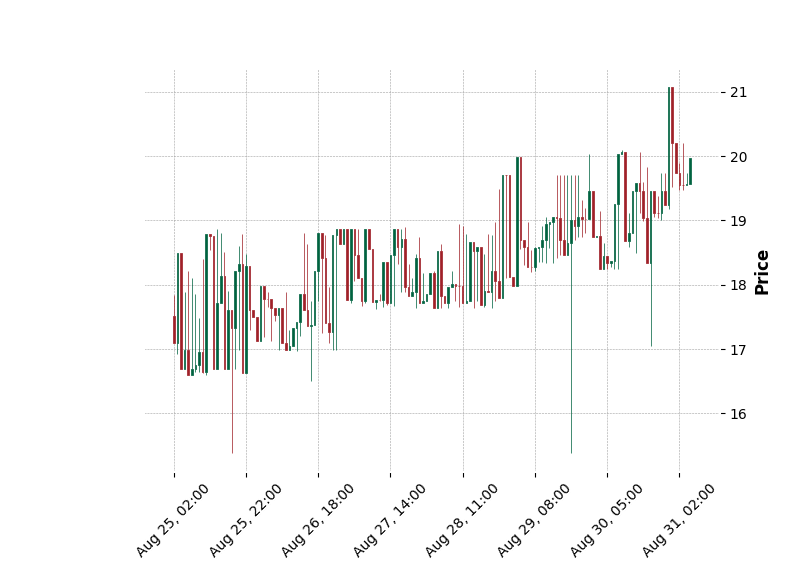 21
20
19
18
17
16
Price
Aug 25, 02:00
Aug 25, 22:00
Aug 26, 18:00
Aug 27, 14:00
Aug 28, 11:00
Aug 29, 08:00
Aug 30, 05:00
Aug 31, 02:00